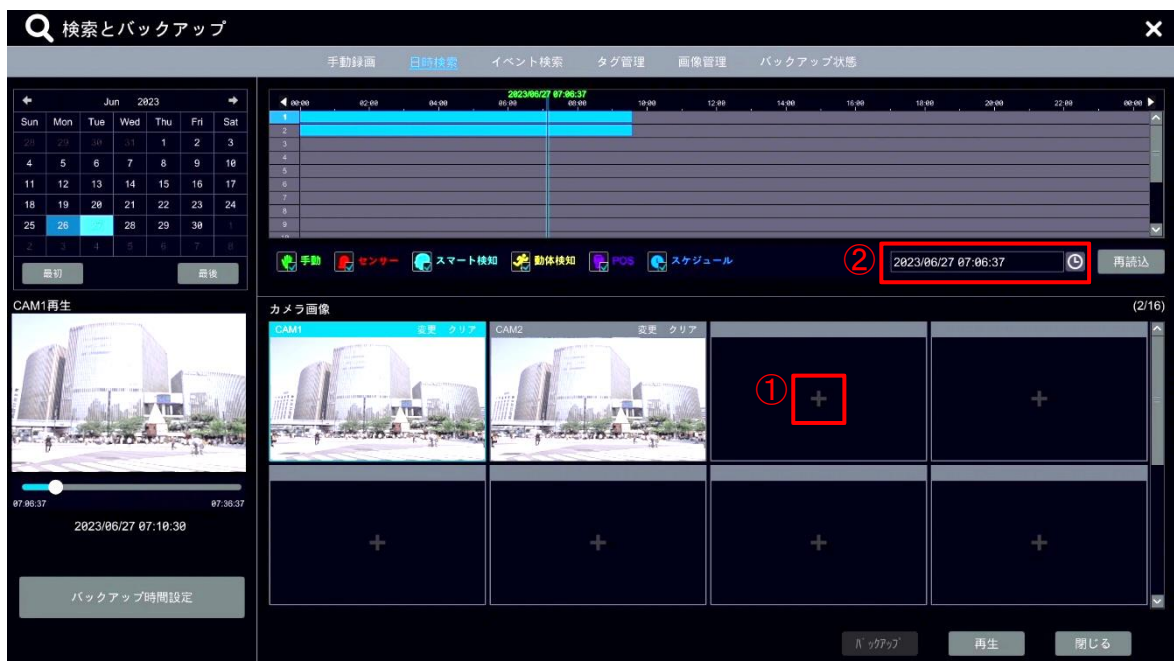 検索とバックアップ
手動録画 日時検索 イベント検索 タグ管理 画像管理 バックアップ状態
Jun 2023
Sun Mon Tue Wed Thu Fri Sat
28 29 30 31 1 2 3
4 5 6 7 8 9 10
11 12 13 14 15 16 17
18 19 20 21 22 23 24
25 26 28 29 30 1
2 3 4 5 6 7 8
最初 最後
2023/06/27 07:06:37
00:00 02:00 04:00 06:00 08:00 10:00 12:00 14:00 16:00 18:00 20:00 22:00 00:00
1
2
3
4
5
6
7
8
9
10
手動 センサー スマート検知 動体検知 POS スケジュール
② 2023/06/27 07:06:37 再読込
CAM1再生
07:06:37 07:36:37
2023/06/27 07:10:30
バックアップ時間設定
カメラ画像 (2/16)
CAM1 変更 クリア CAM2 変更 クリア
① +
+
+ + + +
バックアップ 再生 閉じる